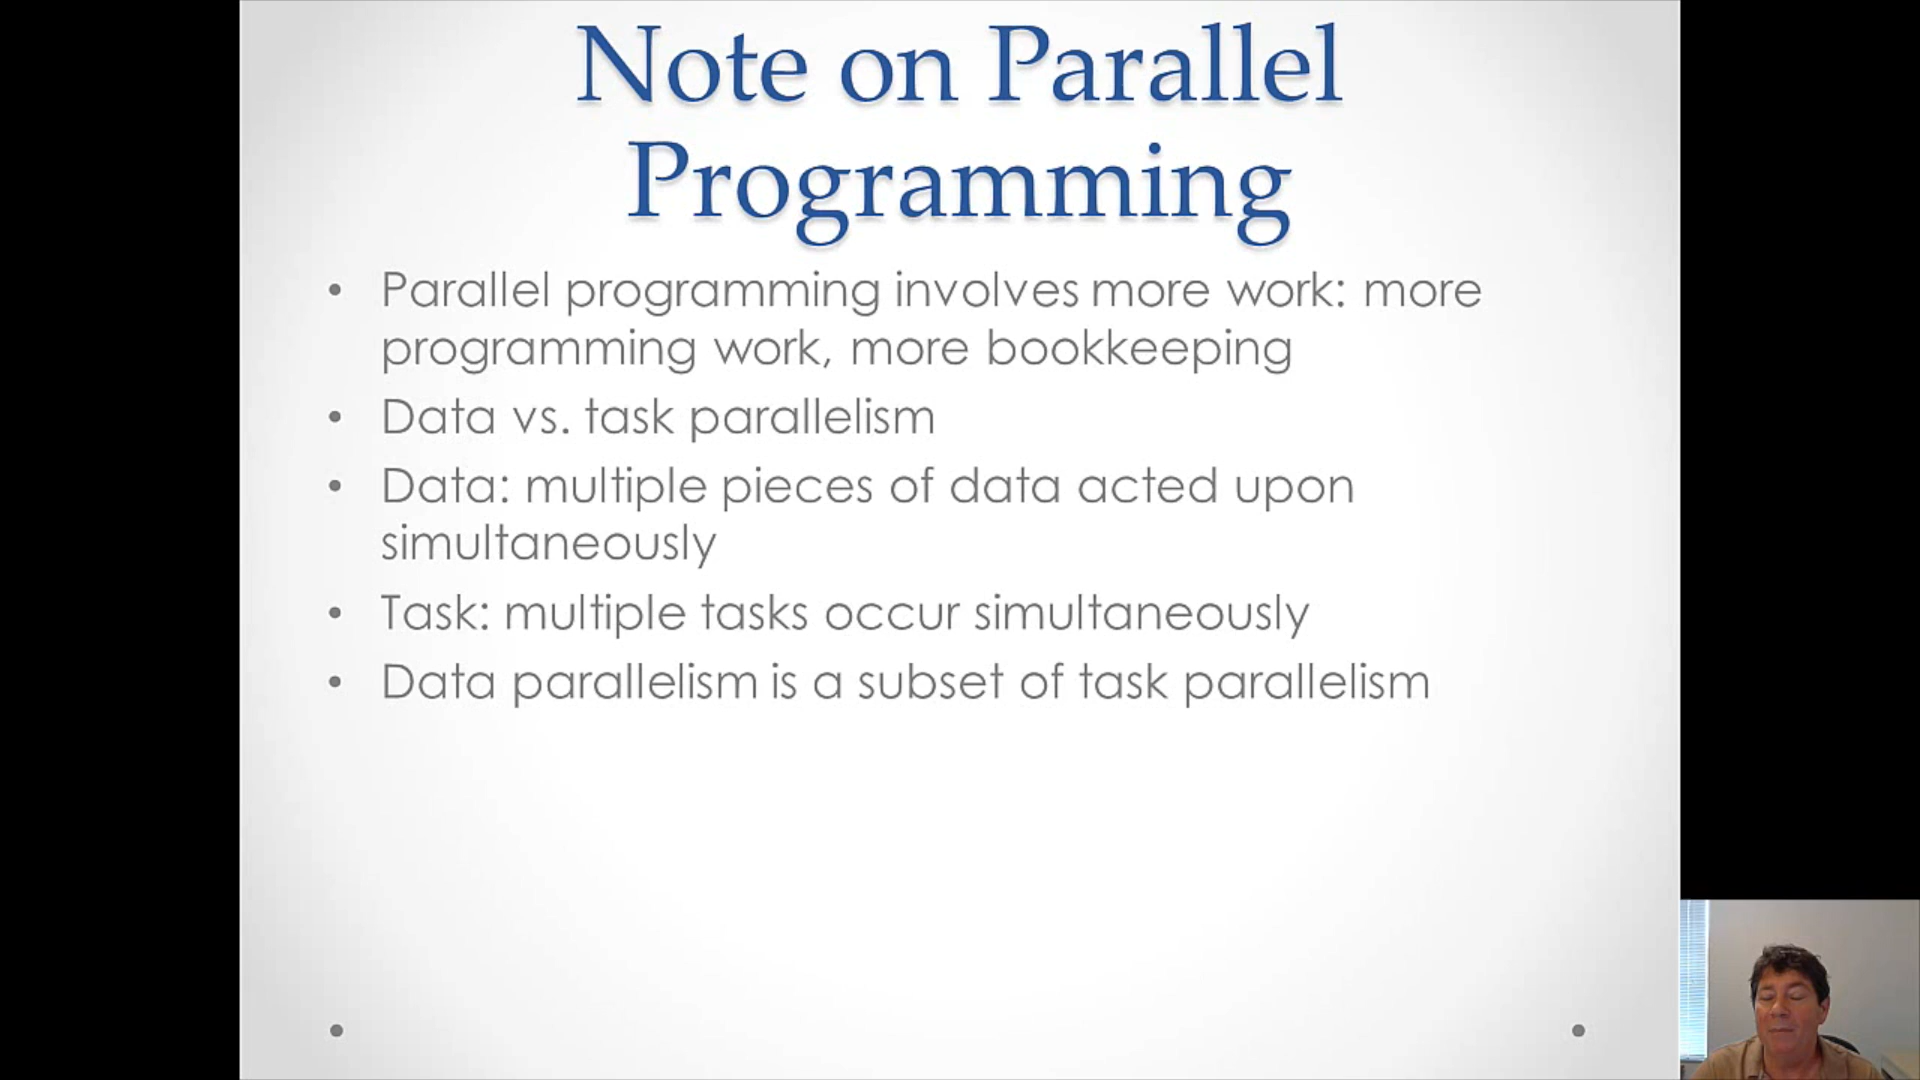 Note on Parallel
Programming
• Parallel programming involves more work: more
programming work, more bookkeeping
• Data vs. task parallelism
• Data: multiple pieces of data acted upon
simultaneously
• Task: multiple tasks occur simultaneously
• Data parallelism is a subset of task parallelism